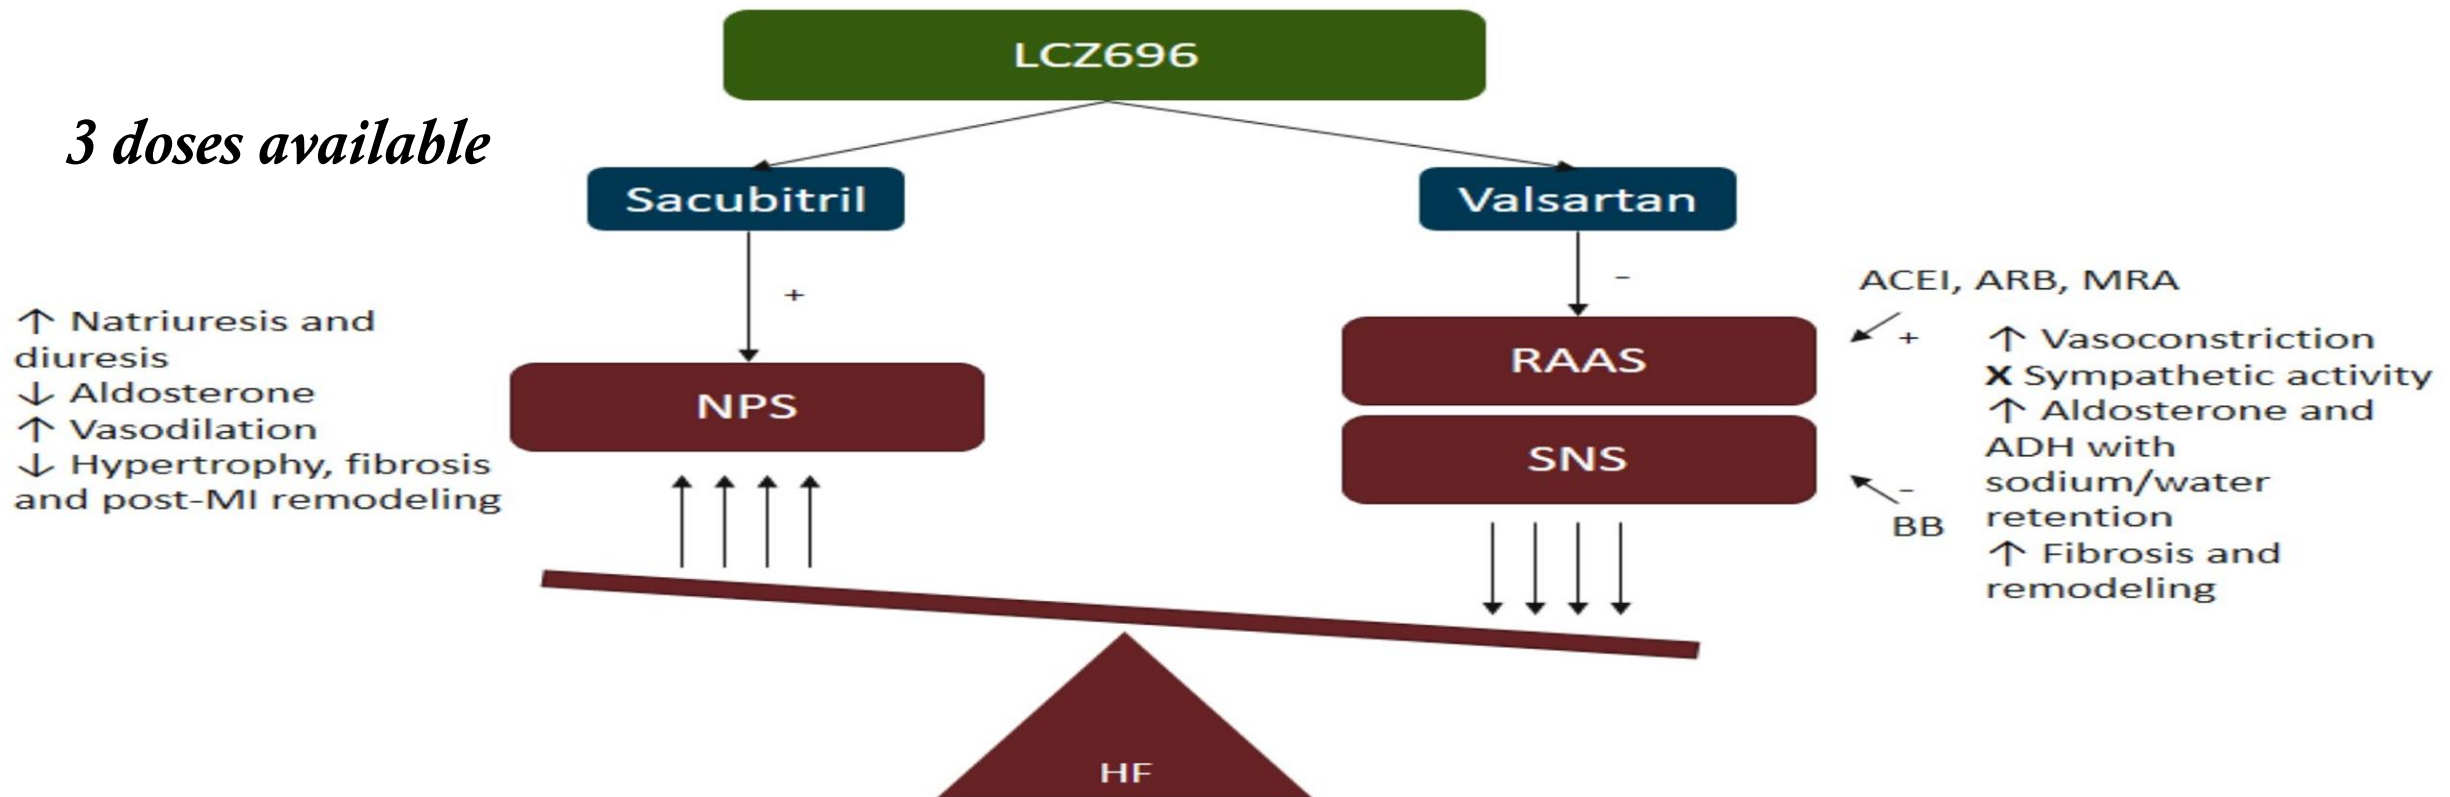 LCZ696
3 doses available
Sacubitril
Valsartan
+
-
ACEI, ARB, MRA
+
↑ Natriuresis and
diuresis
↓ Aldosterone
↑ Vasodilation
↓ Hypertrophy, fibrosis
and post-MI remodeling
NPS
RAAS
SNS
↑ Vasoconstriction
X Sympathetic activity
↑ Aldosterone and
ADH with
sodium/water
retention
↑ Fibrosis and
remodeling
-
BB
HF